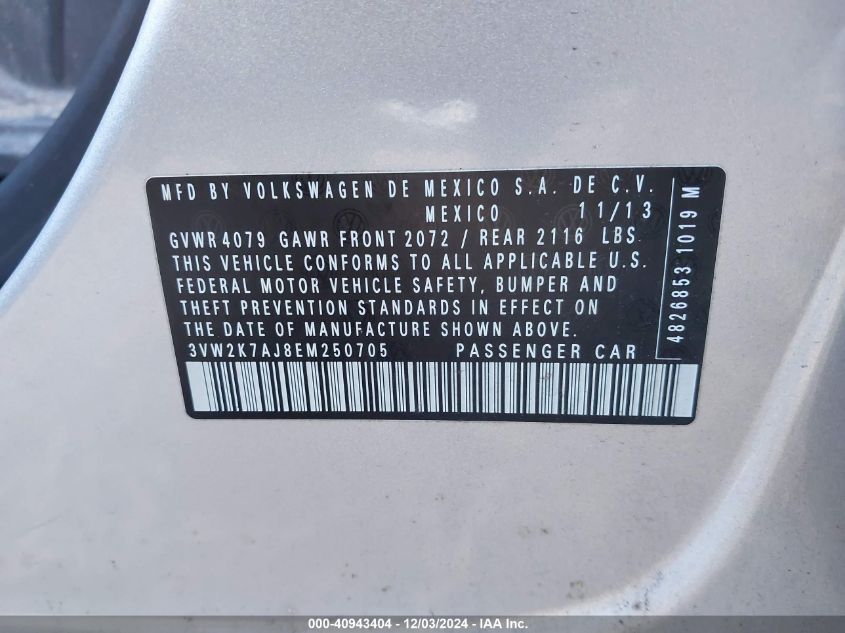 MFD BY VOLKSWAGEN DE MEXICO S.A. DE C.V.
MEXICO 11/13
GVWR 4079 GAWR FRONT 2072 / REAR 2116 LBS
THIS VEHICLE CONFORMS TO ALL APPLICABLE U.S.
FEDERAL MOTOR VEHICLE SAFETY, BUMPER AND
THEFT PREVENTION STANDARDS IN EFFECT ON
THE DATE OF MANUFACTURE SHOWN ABOVE.
3VW2K7AJ8EM250705 PASSENGER CAR
4826853 1019 M
000-40943404 - 12/03/2024 - IAA Inc.